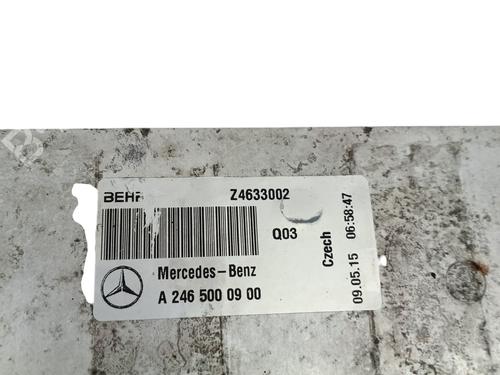 BEHR
Z4633002
Q03
Mercedes-Benz
A 246 500 09 00
Czech
09.05.15 06:58:47